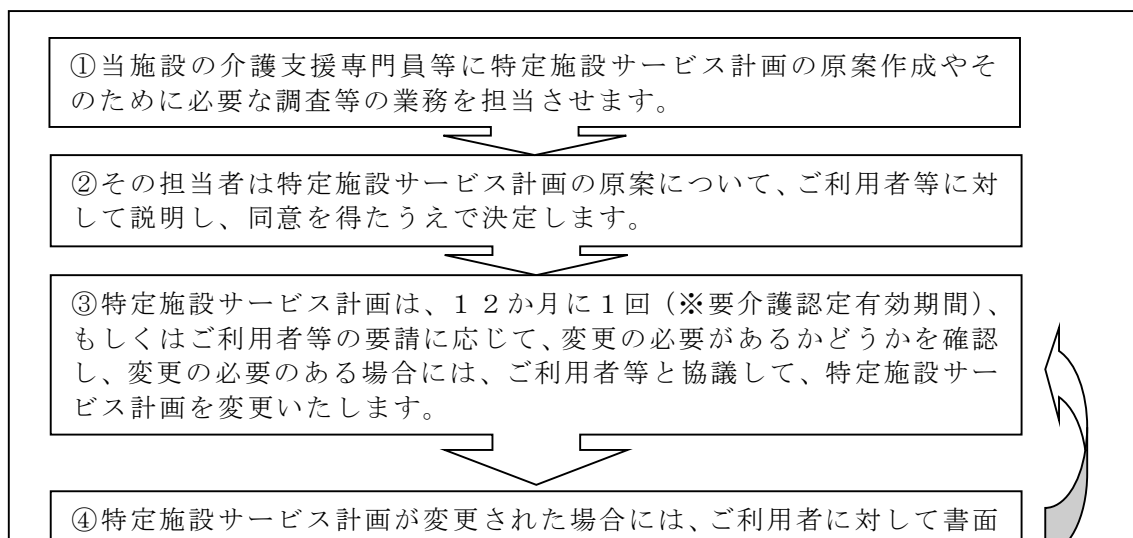 ①当施設の介護支援専門員等に特定施設サービス計画の原案作成やそ
のために必要な調査等の業務を担当させます。
②その担当者は特定施設サービス計画の原案について、ご利用者等に対
して説明し、同意を得たうえで決定します。
③特定施設サービス計画は、１２か月に１回（※要介護認定有効期間）、
もしくはご利用者等の要請に応じて、変更の必要があるかどうかを確認
し、変更の必要のある場合には、ご利用者等と協議して、特定施設サー
ビス計画を変更いたします。
④特定施設サービス計画が変更された場合には、ご利用者に対して書面